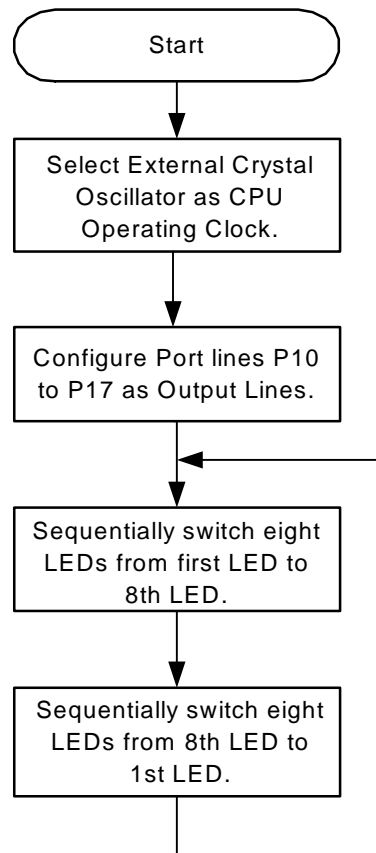 Start
Select External Crystal
Oscillator as CPU
Operating Clock.
Configure Port lines P10
to P17 as Output Lines.
Sequentially switch eight
LEDs from first LED to
8th LED.
Sequentially switch eight
LEDs from 8th LED to
1st LED.